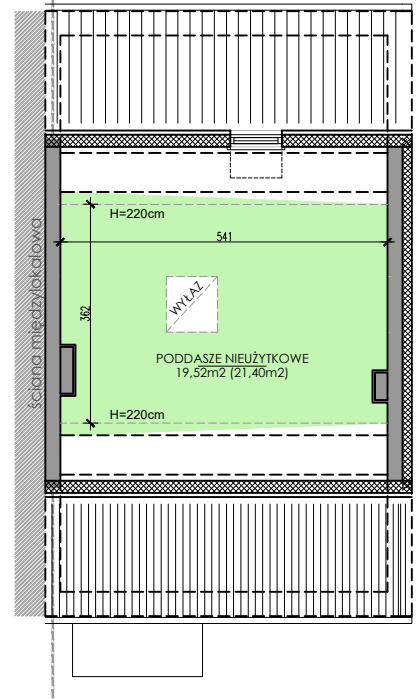 H=220cm
541
ściana międzylokalowa
WYŁAZ
362
PODDASZE NIEUŻYTKOWE
19,52m2 (21,40m2)
H=220cm